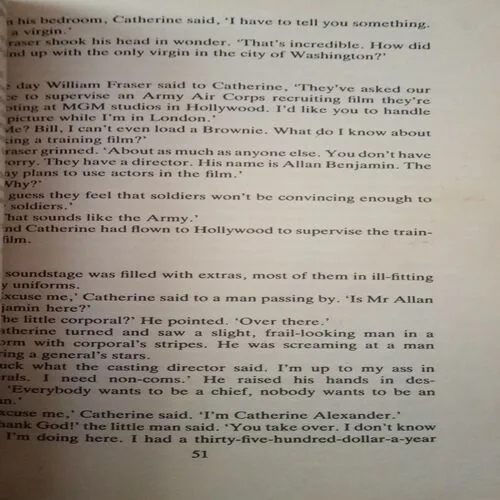 his bedroom, Catherine said, ‘I have to tell you something.
a virgin.’
raser shook his head in wonder. ‘That’s incredible. How did
nd up with the only virgin in the city of Washington?’
day William Fraser said to Catherine, ‘They’ve asked our
ce to supervise an Army Air Corps recruiting film they’re
oting at MGM studios in Hollywood. I’d like you to handle
picture while I’m in London.’
Me? Bill, I can’t even load a Brownie. What do I know about
king a training film?’
raser grinned. ‘About as much as anyone else. You don’t have
vorry. They have a director. His name is Allan Benjamin. The
ny plans to use actors in the film.’
Why?’
guess they feel that soldiers won’t be convincing enough to
soldiers.’
hat sounds like the Army.’
nd Catherine had flown to Hollywood to supervise the train-
film.
soundstage was filled with extras, most of them in ill-fitting
y uniforms.
xcuse me,’ Catherine said to a man passing by. ‘Is Mr Allan
jamin here?’
he little corporal?’ He pointed. ‘Over there.’
atherine turned and saw a slight, frail-looking man in a
orm with corporal’s stripes. He was screaming at a man
ring a general’s stars.
uck what the casting director said. I’m up to my ass in
rals. I need non-coms.’ He raised his hands in des-
‘Everybody wants to be a chief, nobody wants to be an
an.’
xcuse me,’ Catherine said. ‘I’m Catherine Alexander.’
hank God!’ the little man said. ‘You take over. I don’t know
I’m doing here. I had a thirty-five-hundred-dollar-a-year
51